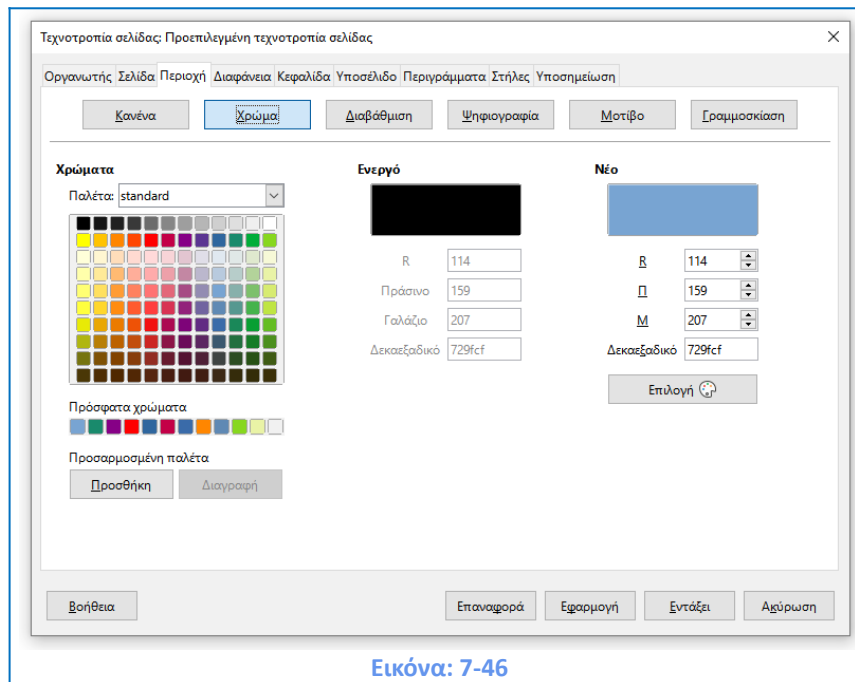 Τεχνοτροπία σελίδας: Προεπιλεγμένη τεχνοτροπία σελίδας
Οργανωτής Σελίδα Περιοχή Διαφάνεια Κεφαλίδα Υποσέλιδο Περιγράμματα Στήλες Υποσημείωση
Κανένα Χρώμα Διαβάθμιση Ψηφιογραφία Μοτίβο Γραμμοσκίαση
Χρώματα
Παλέτα: standard
Πρόσφατα χρώματα
Προσαρμοσμένη παλέτα
Προσθήκη Διαγραφή
Ενεργό
R 114
Πράσινο 159
Γαλάζιο 207
Δεκαεξαδικό 729fcf
Νέο
R 114
Π 159
Μ 207
Δεκαεξαδικό 729fcf
Επιλογή
Βοήθεια Επαναφορά Εφαρμογή Εντάξει Ακύρωση
Εικόνα: 7-46